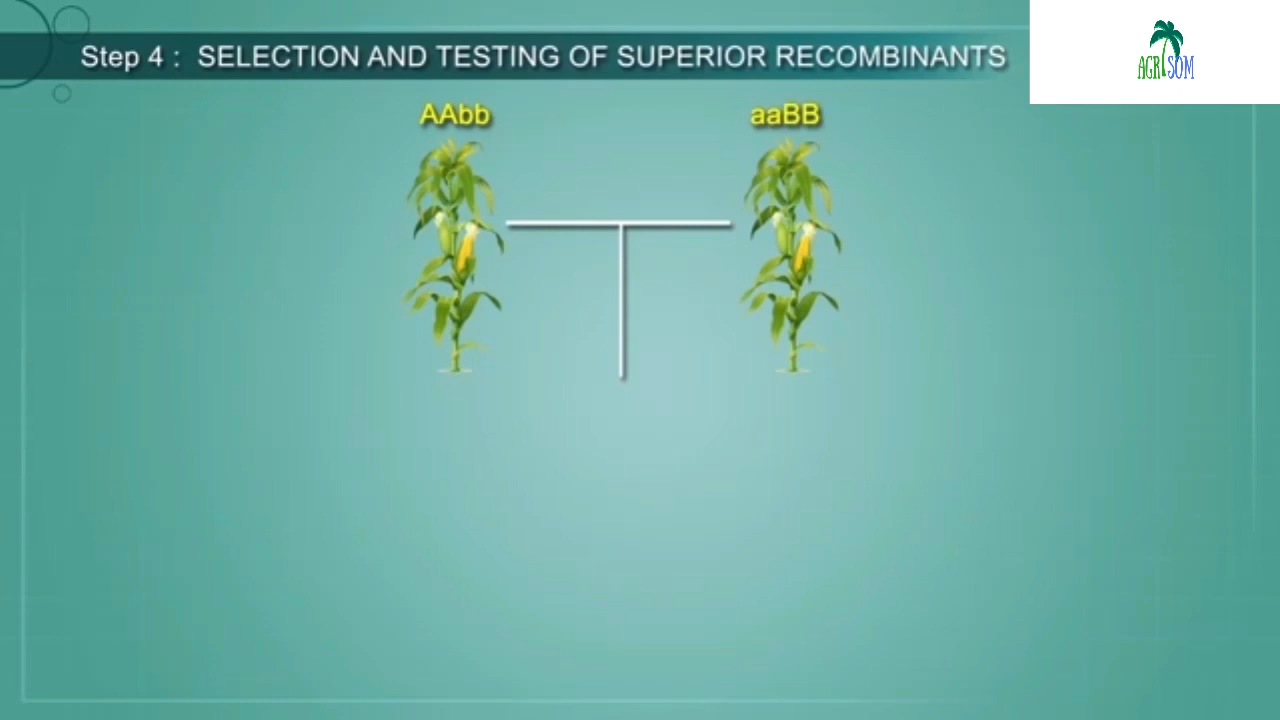 Step 4 : SELECTION AND TESTING OF SUPERIOR RECOMBINANTS
AGRISOM
AAbb
aaBB